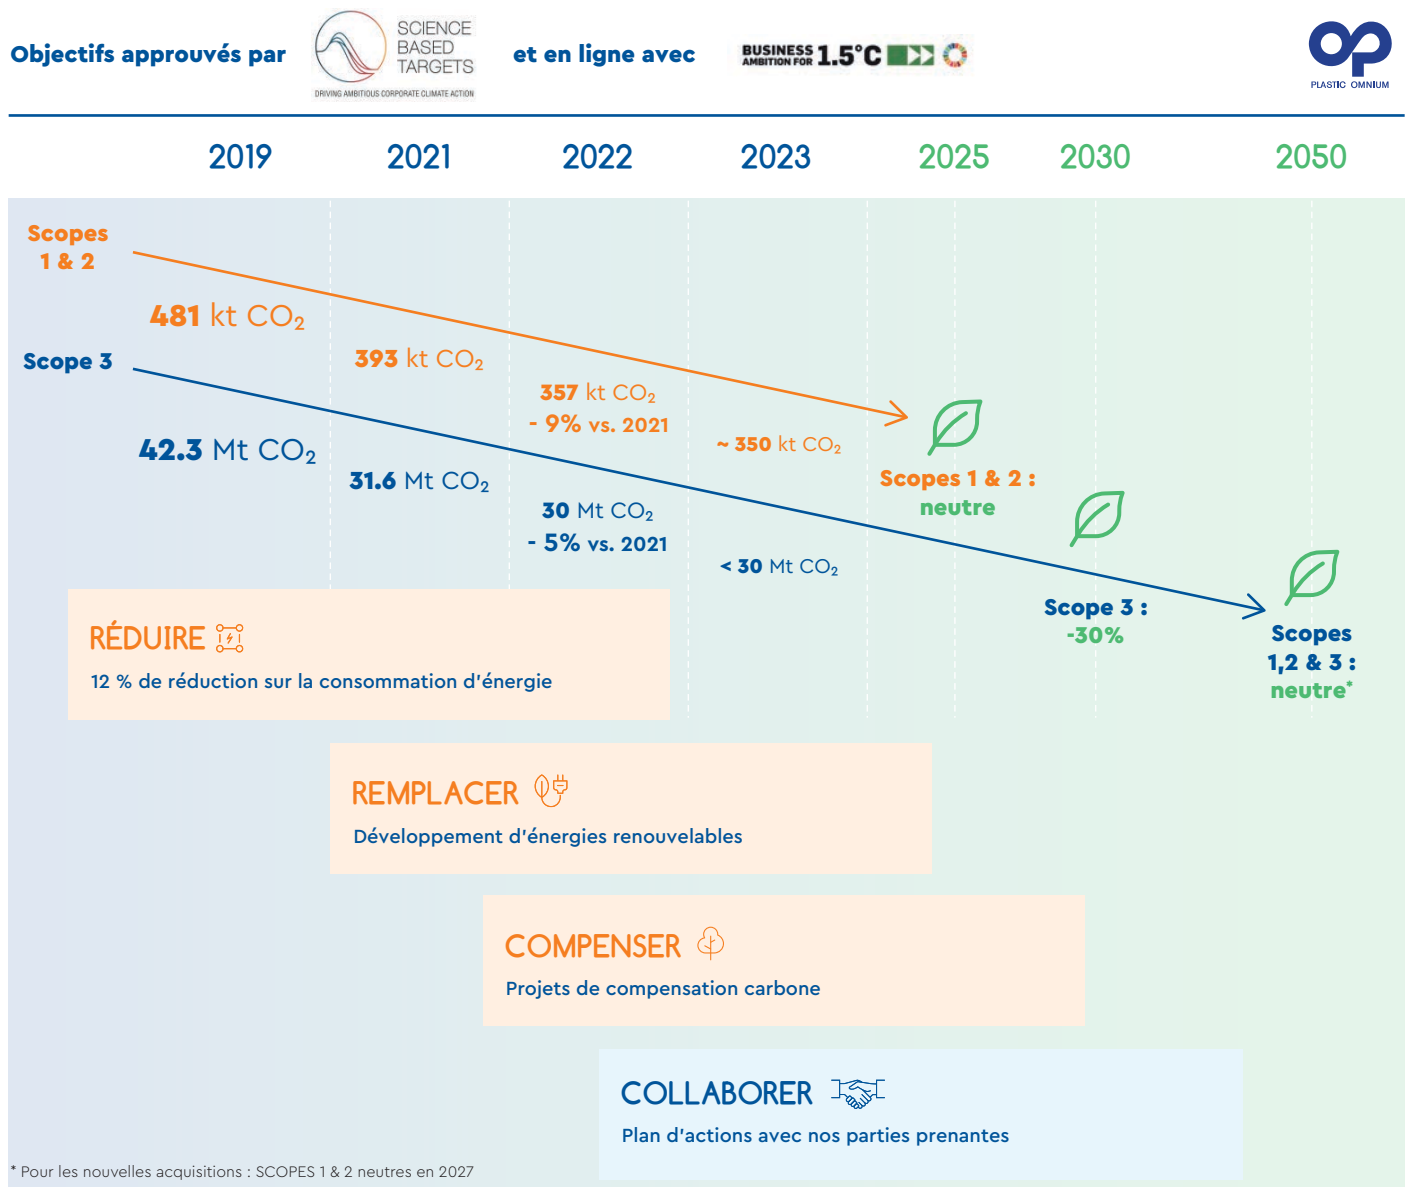 Objectifs approuvés par
SCIENCE
BASED
TARGETS
DRIVING AMBITIOUS CORPORATE CLIMATE ACTION
et en ligne avec
BUSINESS
AMBITION FOR 1.5°C
PLASTIC OMNIUM
2019 2021 2022 2023 2025 2030 2050
Scopes
1 & 2
481 kt CO₂
393 kt CO₂
357 kt CO₂
- 9% vs. 2021
~ 350 kt CO₂
Scopes 1 & 2 :
neutre
Scope 3
42.3 Mt CO₂
31.6 Mt CO₂
30 Mt CO₂
- 5% vs. 2021
< 30 Mt CO₂
Scope 3 :
-30%
Scopes
1,2 & 3 :
neutre*
RÉDUIRE
12 % de réduction sur la consommation d'énergie
REMPLACER
Développement d'énergies renouvelables
COMPENSER
Projets de compensation carbone
COLLABORER
Plan d'actions avec nos parties prenantes
* Pour les nouvelles acquisitions : SCOPES 1 & 2 neutres en 2027